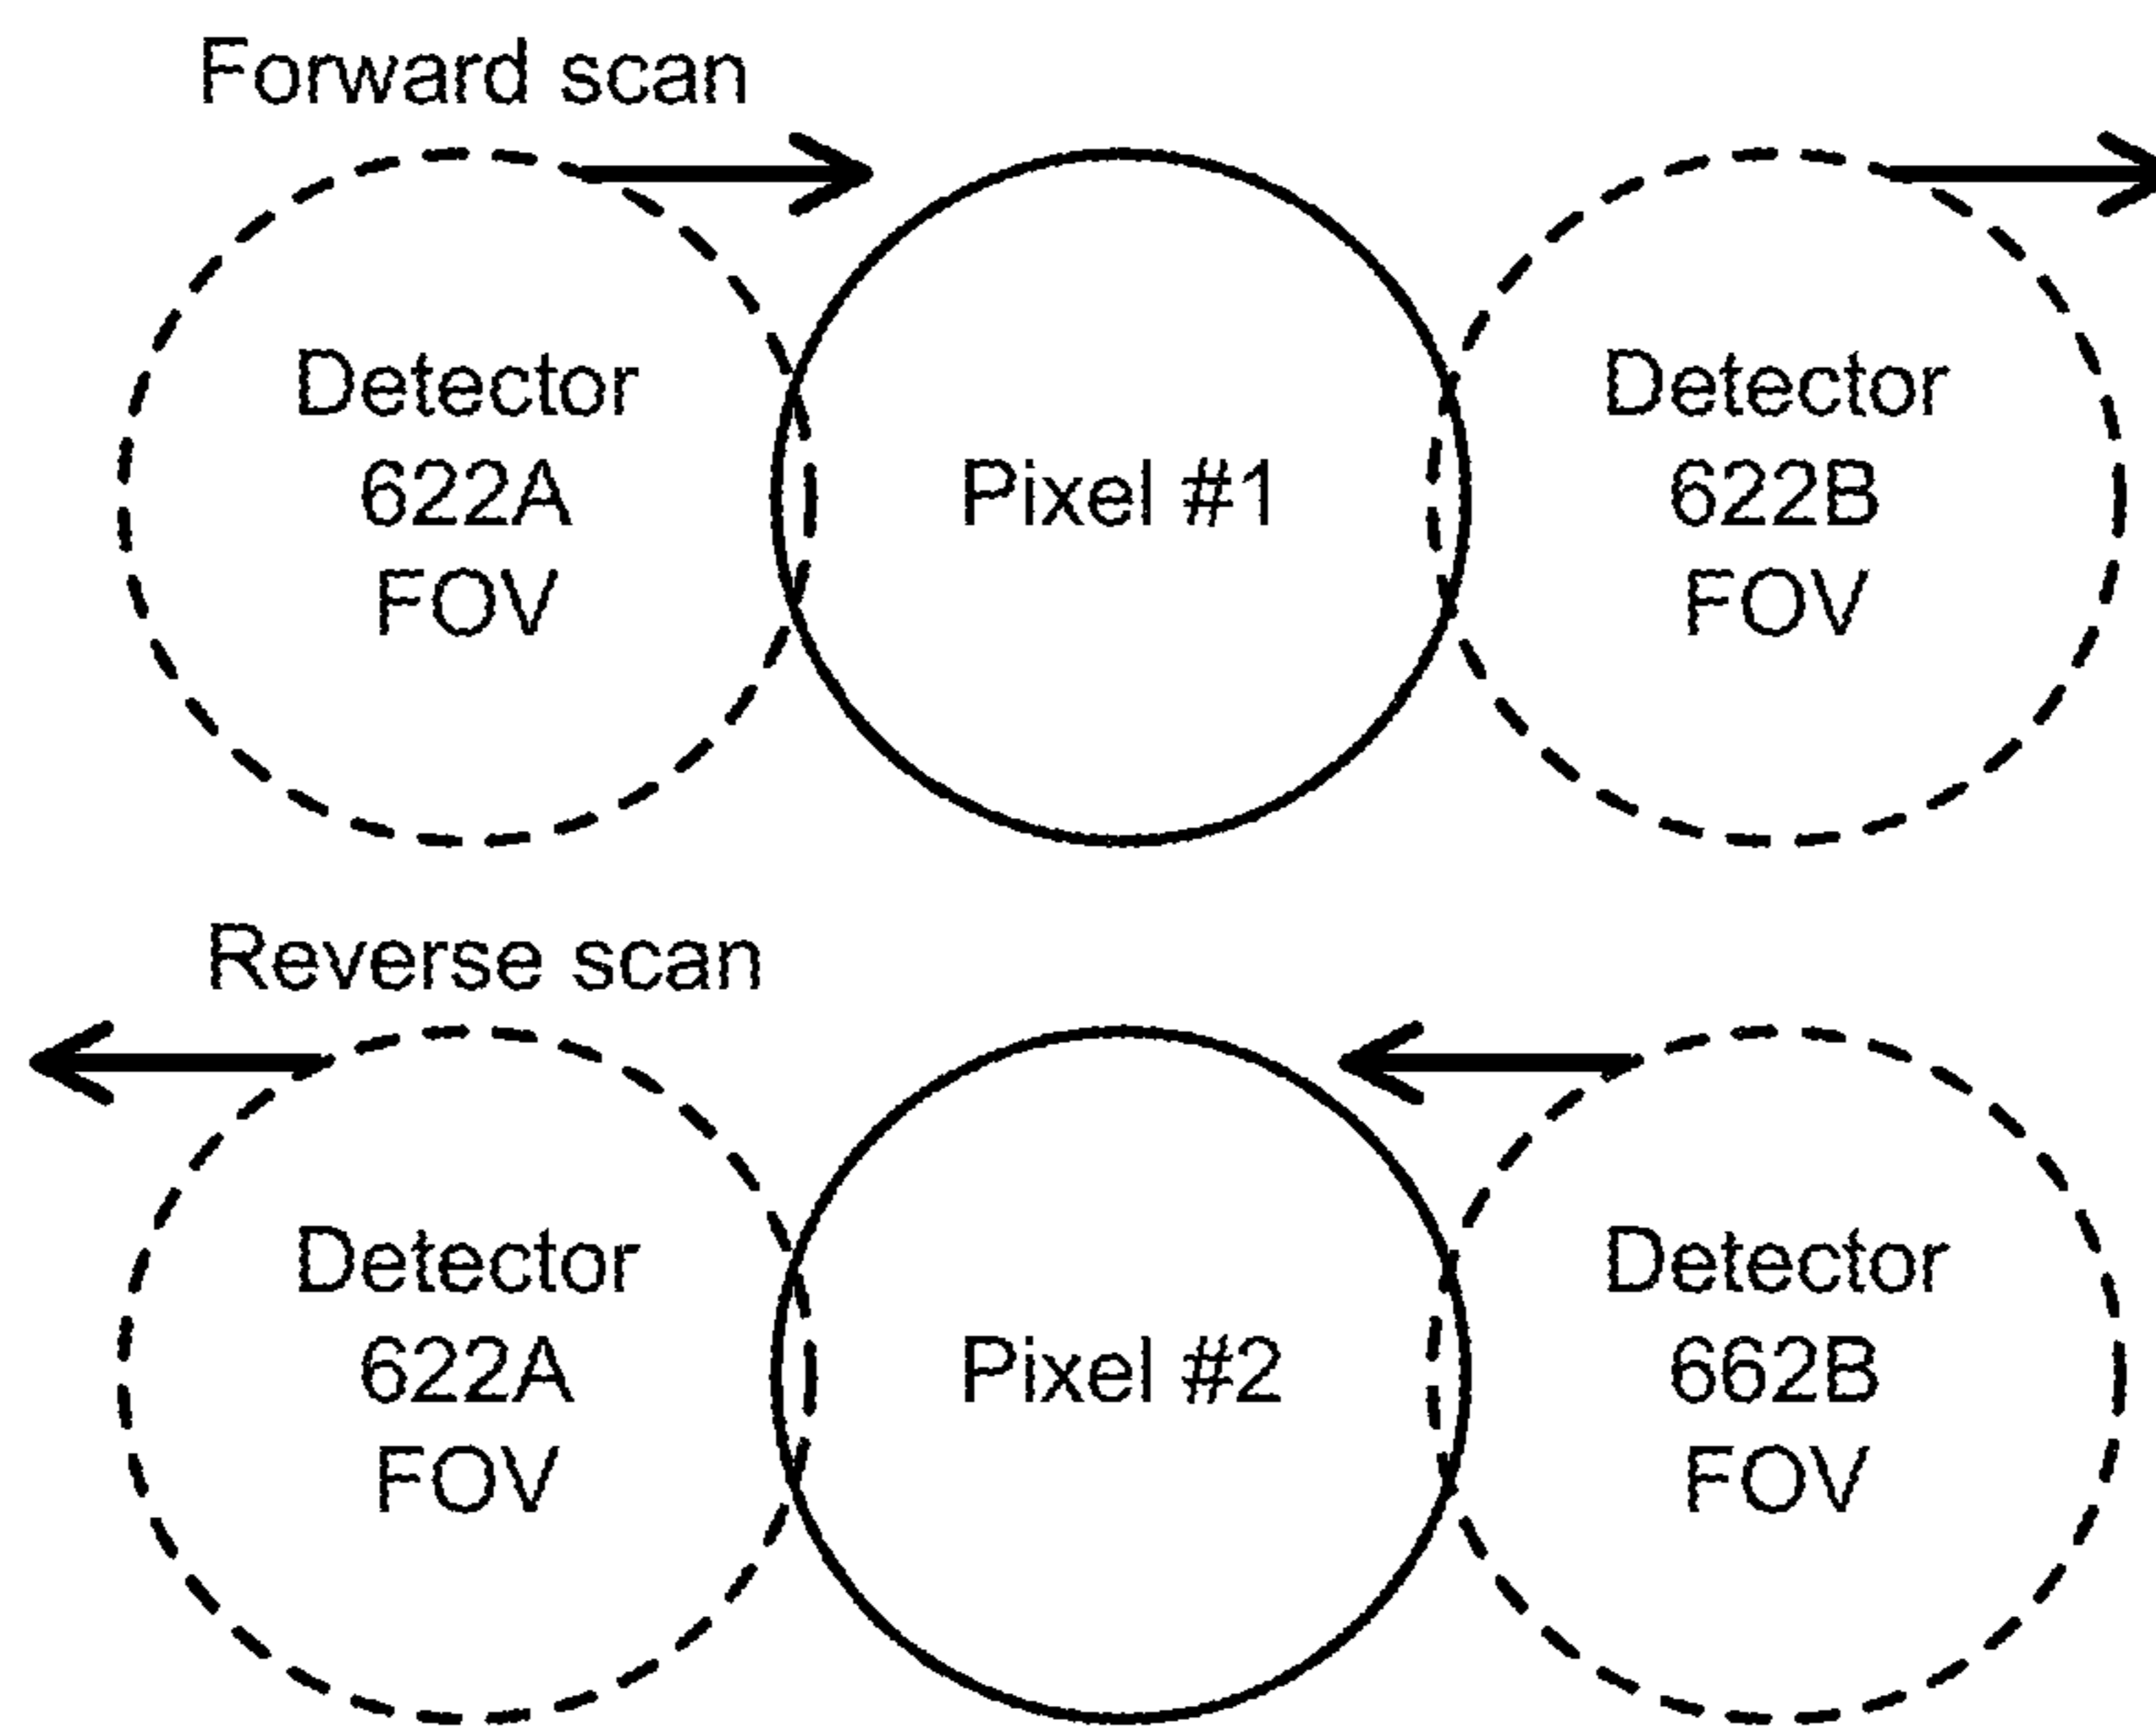 Forward scan
Detector
622A
FOV
Pixel #1
Detector
622B
FOV
Reverse scan
Detector
622A
FOV
Pixel #2
Detector
662B
FOV